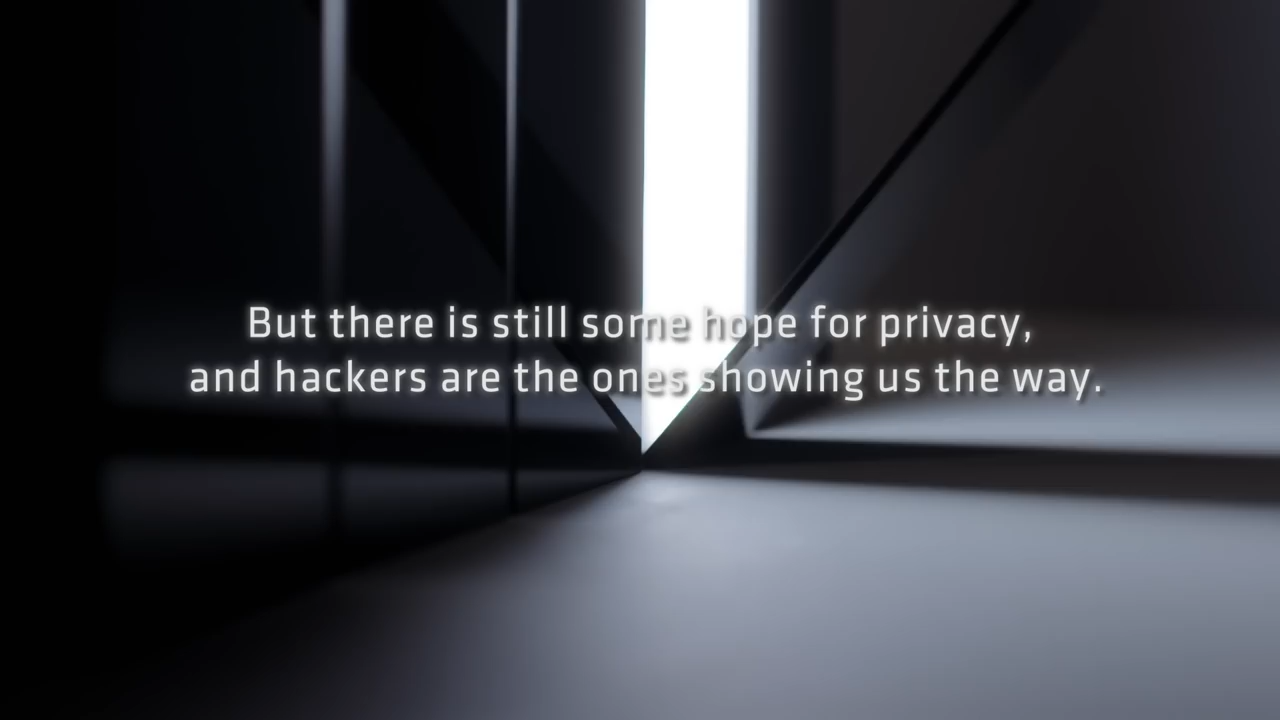 But there is still some hope for privacy,
and hackers are the ones showing us the way.